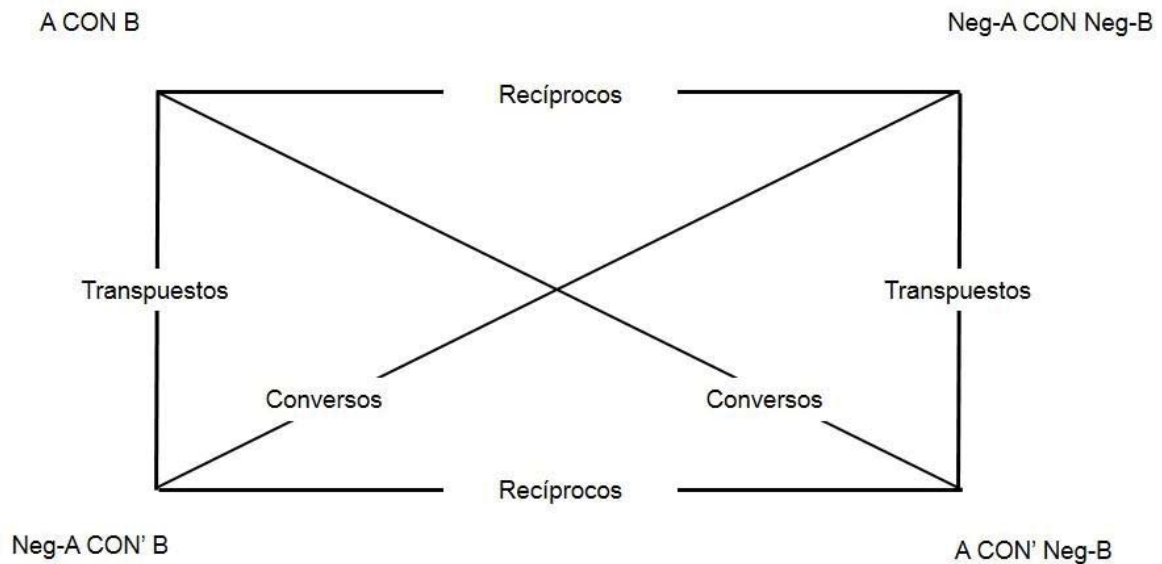 A CON B
Neg-A CON Neg-B
Recíprocos
Transpuestos
Transpuestos
Conversos
Conversos
Recíprocos
Neg-A CON’ B
A CON’ Neg-B